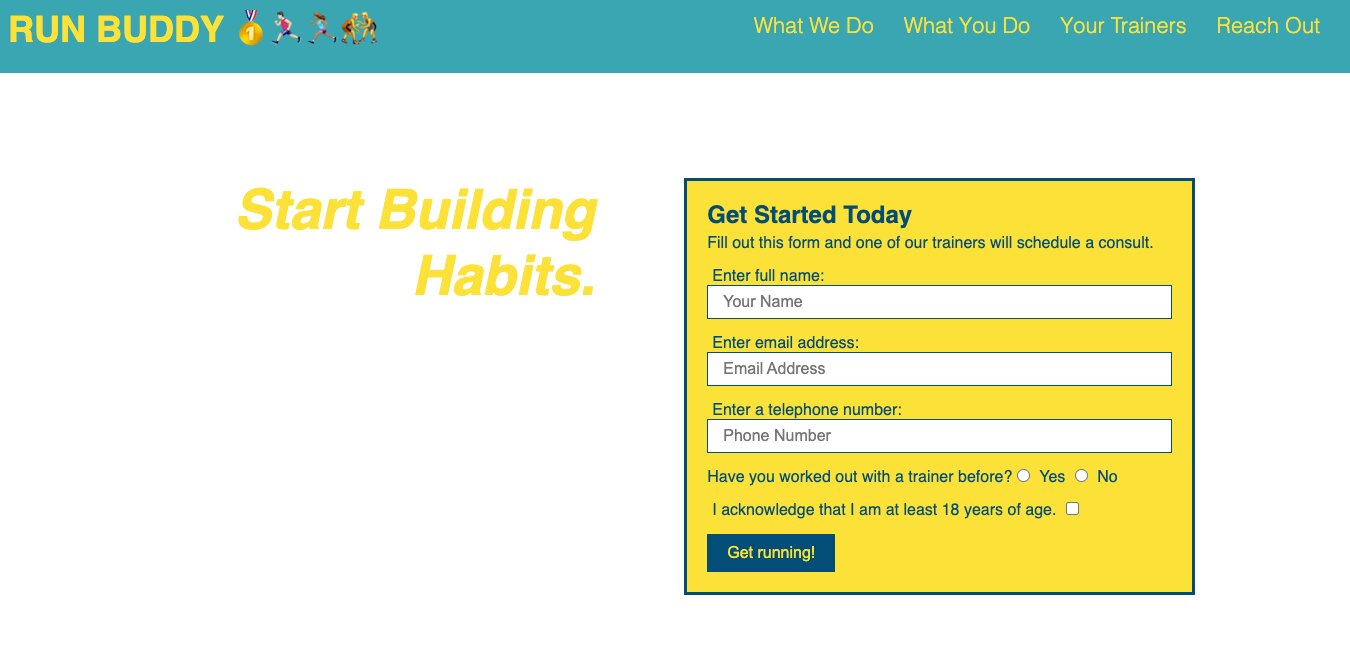 RUN BUDDY 🏅🏃🏻‍♂️🏃🏽‍♀️🤼
What We Do What You Do Your Trainers Reach Out
Start Building
Habits.
Get Started Today
Fill out this form and one of our trainers will schedule a consult.
Enter full name:
Your Name
Enter email address:
Email Address
Enter a telephone number:
Phone Number
Have you worked out with a trainer before? Yes No
I acknowledge that I am at least 18 years of age.
Get running!